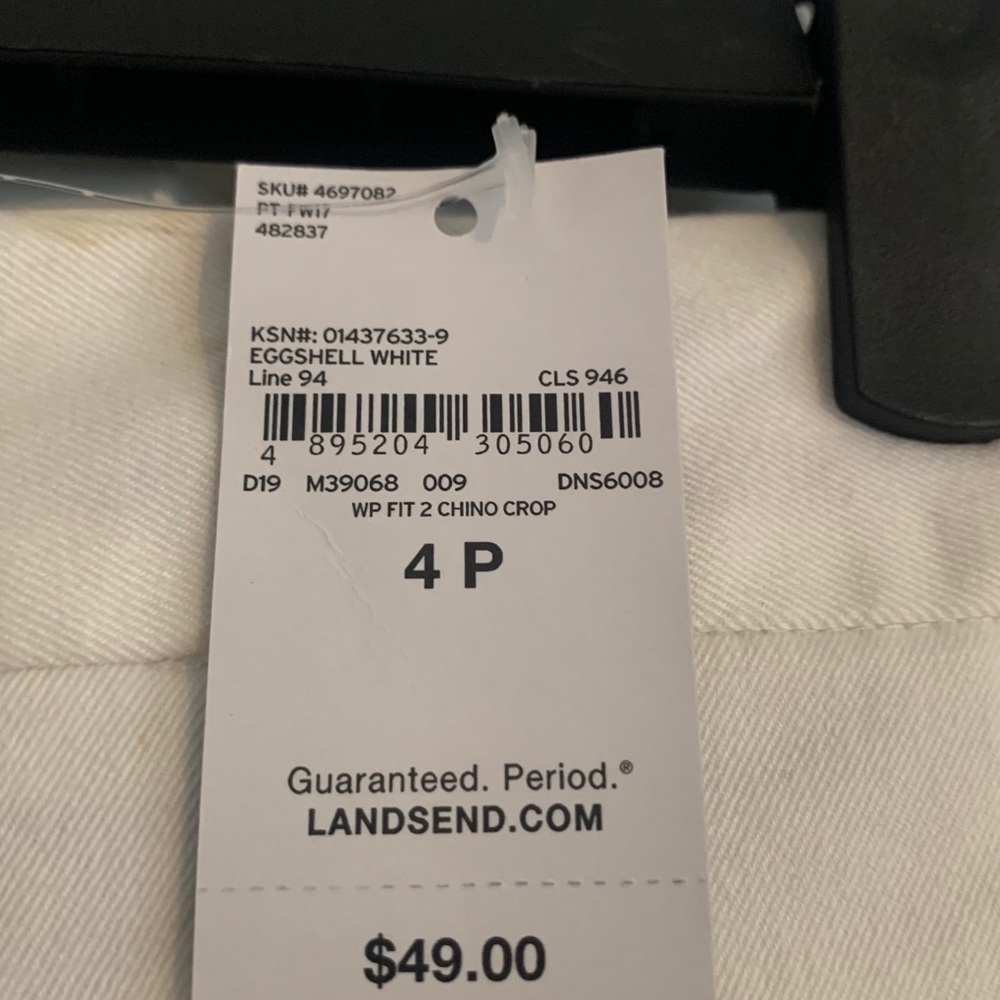 SKU# 4697082
PT FW17
482837
KSN#: 01437633-9
EGGSHELL WHITE
Line 94 CLS 946
4 895204 305060
D19 M39068 009 DNS6008
WP FIT 2 CHINO CROP
4 P
Guaranteed. Period.®
LANDSEND.COM
$49.00